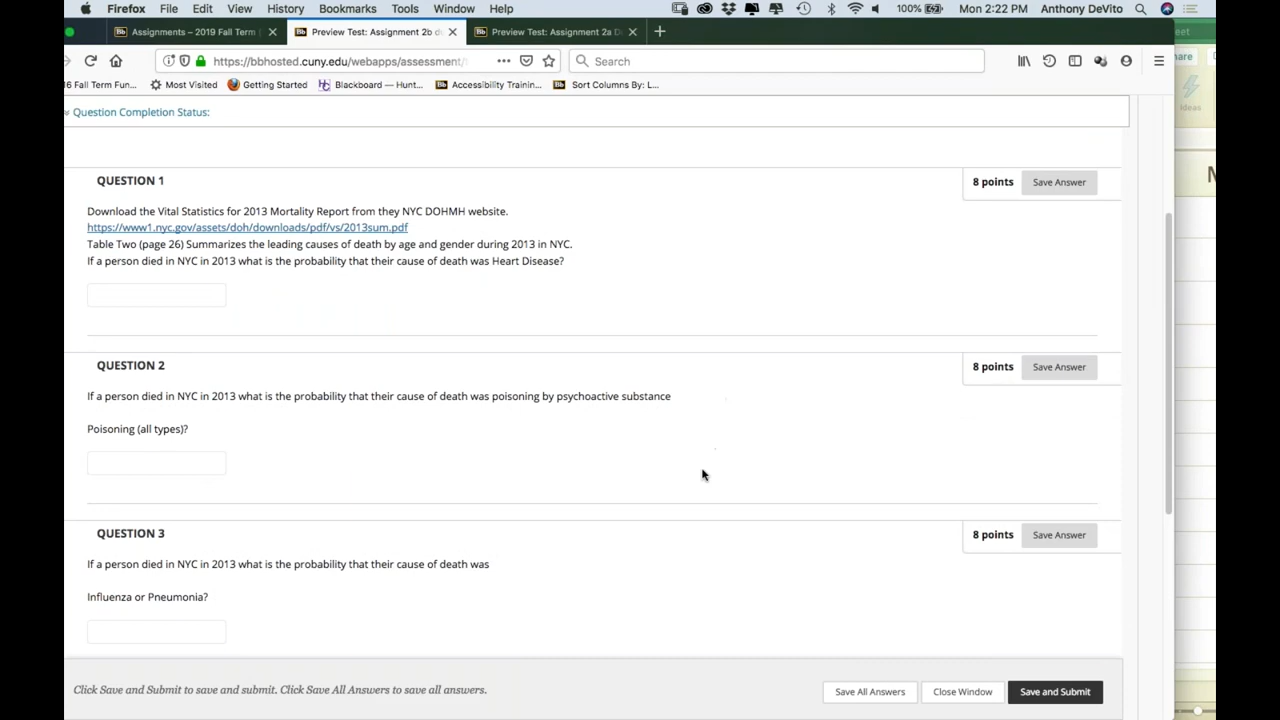 Firefox File Edit View History Bookmarks Tools Window Help 100% Mon 2:22 PM Anthony DeVito
Assignments – 2019 Fall Term Preview Test: Assignment 2b d Preview Test: Assignment 2a D
https://bbhosted.cuny.edu/webapps/assessment/ Search
6 Fall Term Fun... Most Visited Getting Started Blackboard — Hunt... Accessibility Trainin... Sort Columns By: L...
Ideas
Question Completion Status:
QUESTION 1
8 points Save Answer
Download the Vital Statistics for 2013 Mortality Report from they NYC DOHMH website.
https://www1.nyc.gov/assets/doh/downloads/pdf/vs/2013sum.pdf
Table Two (page 26) Summarizes the leading causes of death by age and gender during 2013 in NYC.
If a person died in NYC in 2013 what is the probability that their cause of death was Heart Disease?
QUESTION 2
8 points Save Answer
If a person died in NYC in 2013 what is the probability that their cause of death was poisoning by psychoactive substance
Poisoning (all types)?
QUESTION 3
8 points Save Answer
If a person died in NYC in 2013 what is the probability that their cause of death was
Influenza or Pneumonia?
Click Save and Submit to save and submit. Click Save All Answers to save all answers.
Save All Answers Close Window Save and Submit